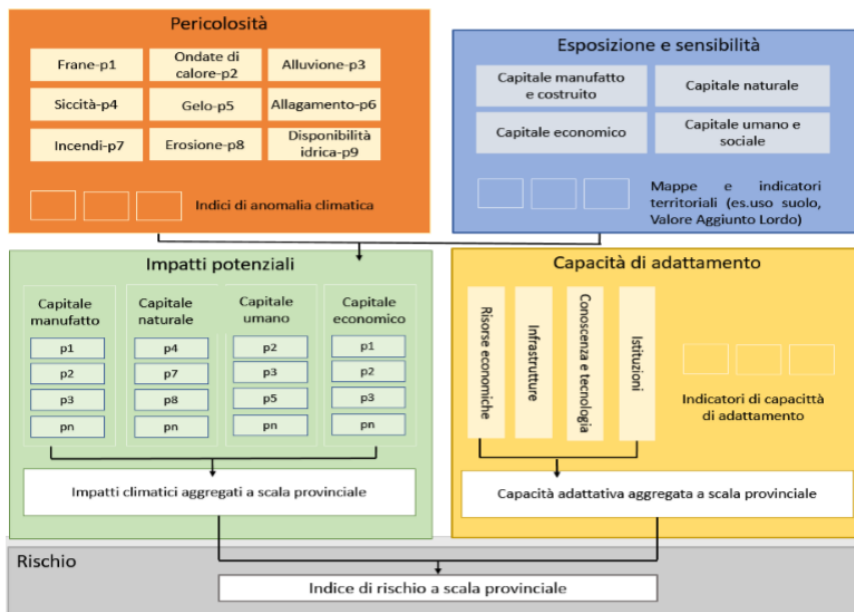 Pericolosità
Frane-p1
Ondate di
calore-p2
Alluvione-p3
Siccità-p4
Gelo-p5
Allagamento-p6
Incendi-p7
Erosione-p8
Disponibilità
idrica-p9
Indici di anomalia climatica
Esposizione e sensibilità
Capitale manufatto
e costruito
Capitale naturale
Capitale economico
Capitale umano e
sociale
Mappe e indicatori
territoriali (es.uso suolo,
Valore Aggiunto Lordo)
Impatti potenziali
Capitale
manufatto
p1
p2
p3
pn
Capitale
naturale
p4
p7
p8
pn
Capitale
umano
p2
p3
p5
pn
Capitale
economico
p1
p2
p3
pn
Impatti climatici aggregati a scala provinciale
Capacità di adattamento
Risorse economiche
Infrastrutture
Conoscenza e tecnologia
Istituzioni
Indicatori di capacittà
di adattamento
Capacità adattativa aggregata a scala provinciale
Rischio
Indice di rischio a scala provinciale